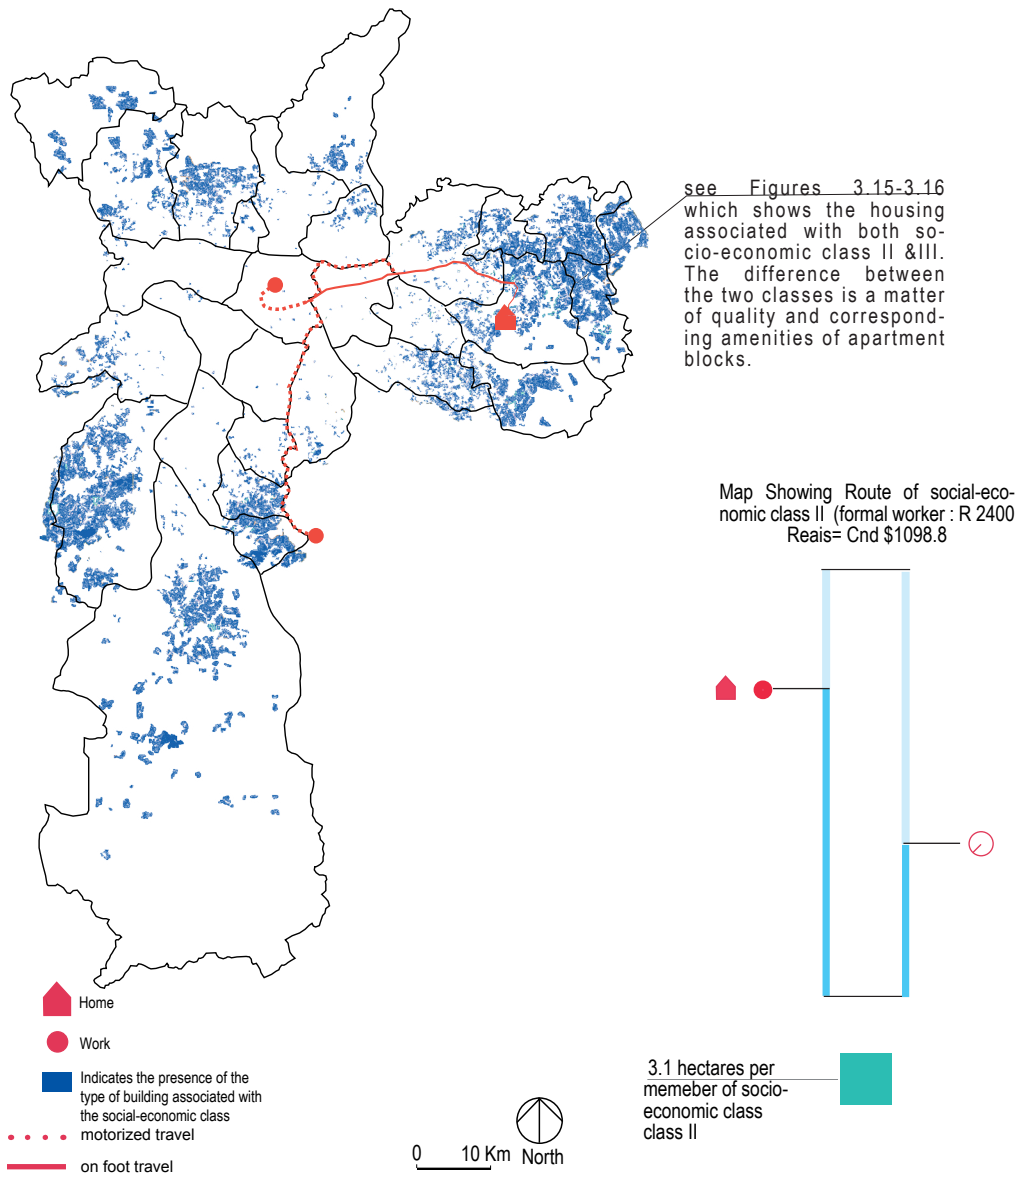 see Figures 3.15-3.16
which shows the housing
associated with both so-
cio-economic class II &III.
The difference between
the two classes is a matter
of quality and correspond-
ing amenities of apartment
blocks.
Map Showing Route of social-eco-
nomic class II (formal worker : R 2400
Reais= Cnd $1098.8
Home
Work
Indicates the presence of the
type of building associated with
the social-economic class
motorized travel
on foot travel
0 10 Km
North
3.1 hectares per
memeber of socio-
economic class
class II